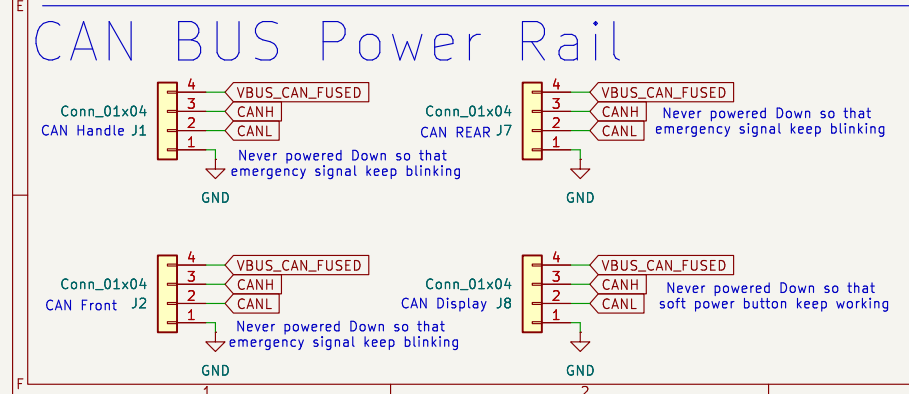 E
CAN BUS Power Rail
4 VBUS_CAN_FUSED
Conn_01x04 3 CANH
CAN Handle J1 2 CANL
1
Never powered Down so that
emergency signal keep blinking
GND
4 VBUS_CAN_FUSED
Conn_01x04 3 CANH
CAN REAR J7 2 CANL
1
Never powered Down so that
emergency signal keep blinking
GND
4 VBUS_CAN_FUSED
Conn_01x04 3 CANH
CAN Front J2 2 CANL
1
Never powered Down so that
emergency signal keep blinking
GND
4 VBUS_CAN_FUSED
Conn_01x04 3 CANH
CAN Display J8 2 CANL
1
Never powered Down so that
soft power button keep working
GND
F
1 2